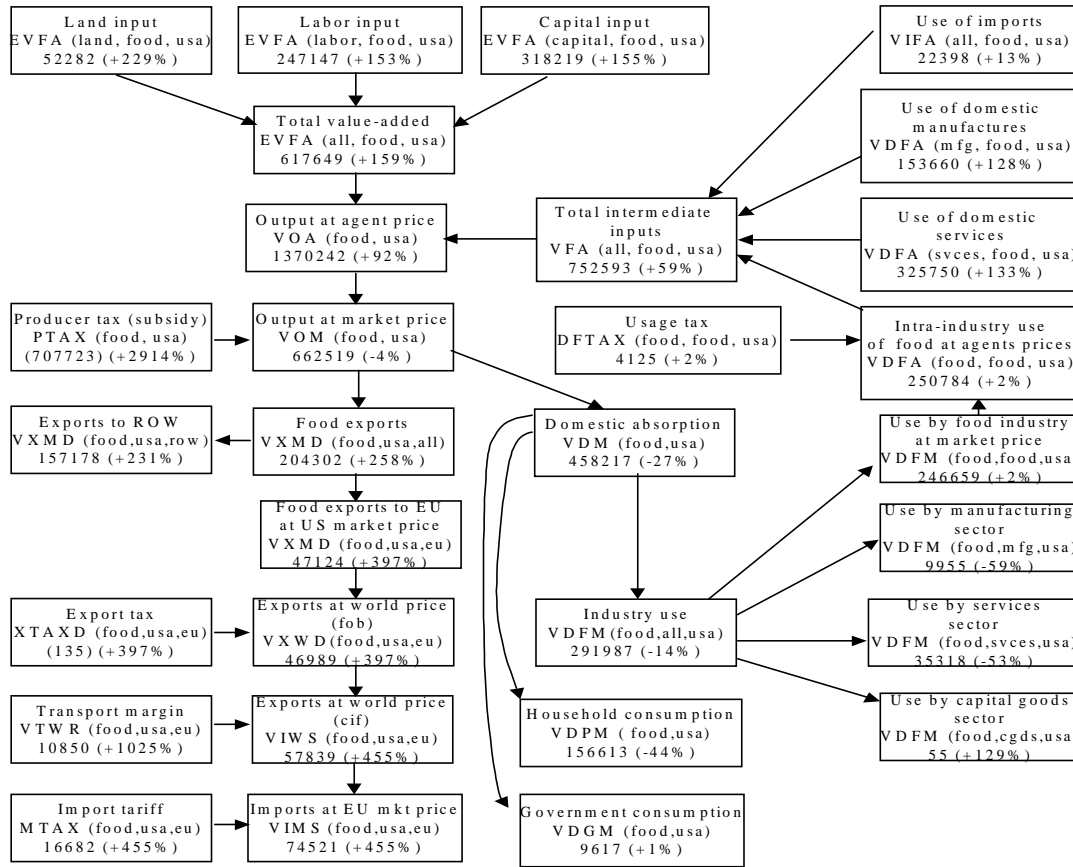 Land input
EVFA (land, food, usa)
52282 (+229%)
Labor input
EVFA (labor, food, usa)
247147 (+153%)
Capital input
EVFA (capital, food, usa)
318219 (+155%)
Use of imports
VIFA (all, food, usa)
22398 (+13%)
Total value-added
EVFA (all, food, usa)
617649 (+159%)
Use of domestic
manufactures
VDFA (mfg, food, usa)
153660 (+128%)
Output at agent price
VOA (food, usa)
1370242 (+92%)
Total intermediate
inputs
VFA (all, food, usa)
752593 (+59%)
Use of domestic
services
VDFA (svces, food, usa)
325750 (+133%)
Producer tax (subsidy)
PTAX (food, usa)
(707723) (+2914%)
Output at market price
VOM (food, usa)
662519 (-4%)
Usage tax
DFTAX (food, food, usa)
4125 (+2%)
Intra-industry use
of food at agents prices
VDFA (food, food, usa)
250784 (+2%)
Exports to ROW
VXMD (food,usa,row)
157178 (+231%)
Food exports
VXMD (food,usa,all)
204302 (+258%)
Domestic absorption
VDM (food,usa)
458217 (-27%)
Use by food industry
at market price
VDFM (food,food,usa
246659 (+2%)
Food exports to EU
at US market price
VXMD (food,usa,eu)
47124 (+397%)
Use by manufacturing
sector
VDFM (food,mfg,usa)
9955 (-59%)
Export tax
XTAXD (food,usa,eu)
(135) (+397%)
Exports at world price
(fob)
VXWD(food,usa,eu)
46989 (+397%)
Industry use
VDFM(food,all,usa)
291987 (-14%)
Use by services
sector
VDFM (food,svces,usa)
35318 (-53%)
Transport margin
VTWR (food,usa,eu)
10850 (+1025%)
Exports at world price
(cif)
VIWS (food,usa,eu)
57839 (+455%)
Household consumption
VDPM ( food,usa)
156613 (-44%)
Use by capital goods
sector
VDFM (food,cgds,usa)
55 (+129%)
Import tariff
MTAX (food,usa,eu)
16682 (+455%)
Imports at EU mkt price
VIMS (food,usa,eu)
74521 (+455%)
Government consumption
VDGM (food,usa)
9617 (+1%)